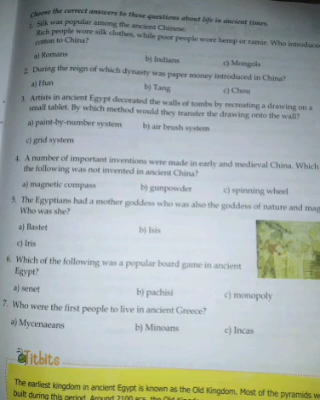 Choose the correct answers to these questions about life in ancient times.
1. Silk was popular among the ancient Chinese.
Rich people wore silk clothes, while poor people wore hemp or ramie. Who introduced
cotton to China?
a) Romans b) Indians c) Mongols
2. During the reign of which dynasty was paper money introduced in China?
a) Han b) Tang c) Chou
3. Artists in ancient Egypt decorated the walls of tombs by recreating a drawing on a
small tablet. By which method would they transfer the drawing onto the wall?
a) paint-by-number system b) air brush system
c) grid system
4. A number of important inventions were made in early and medieval China. Which
the following was not invented in ancient China?
a) magnetic compass b) gunpowder c) spinning wheel
5. The Egyptians had a mother goddess who was also the goddess of nature and mag
Who was she?
a) Bastet b) Isis
c) Iris
6. Which of the following was a popular board game in ancient
Egypt?
a) senet b) pachisi c) monopoly
7. Who were the first people to live in ancient Greece?
a) Mycenaeans b) Minoans c) Incas
Titbits
The earliest kingdom in ancient Egypt is known as the Old Kingdom. Most of the pyramids w
built during this period. Around 2100